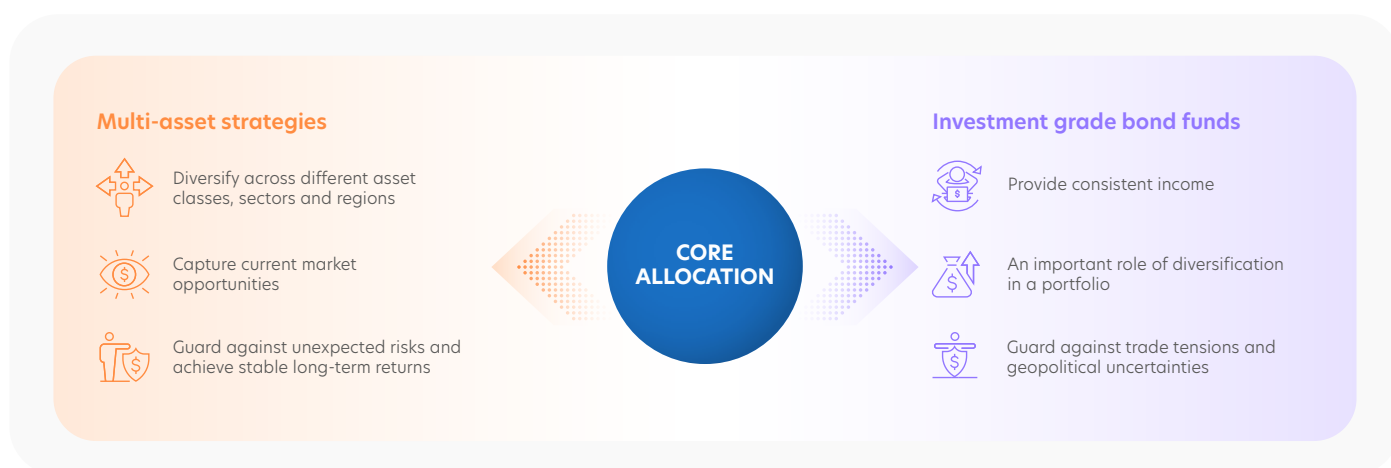 Multi-asset strategies
Diversify across different asset
classes, sectors and regions
Capture current market
opportunities
Guard against unexpected risks and
achieve stable long-term returns
CORE
ALLOCATION
Investment grade bond funds
Provide consistent income
An important role of diversification
in a portfolio
Guard against trade tensions and
geopolitical uncertainties